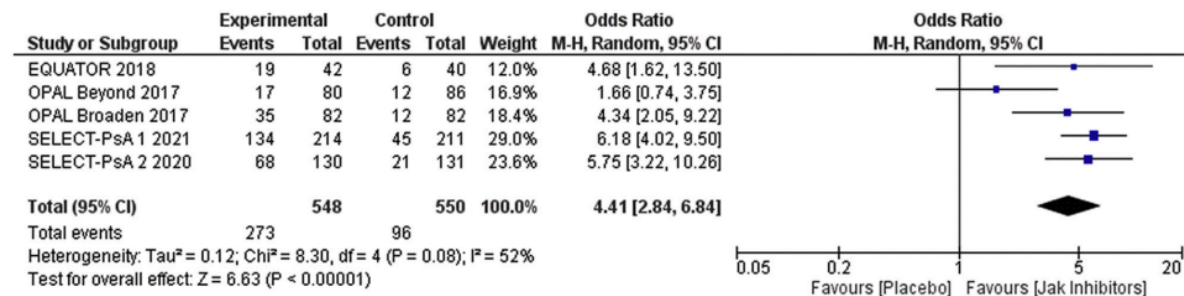 Experimental Control Odds Ratio Odds Ratio
Study or Subgroup Events Total Events Total Weight M-H, Random, 95% CI M-H, Random, 95% CI
EQUATOR 2018 19 42 6 40 12.0% 4.68 [1.62, 13.50]
OPAL Beyond 2017 17 80 12 86 16.9% 1.66 [0.74, 3.75]
OPAL Broaden 2017 35 82 12 82 18.4% 4.34 [2.05, 9.22]
SELECT-PsA 1 2021 134 214 45 211 29.0% 6.18 [4.02, 9.50]
SELECT-PsA 2 2020 68 130 21 131 23.6% 5.75 [3.22, 10.26]
Total (95% CI) 548 550 100.0% 4.41 [2.84, 6.84]
Total events 273 96
Heterogeneity: Tau² = 0.12; Chi² = 8.30, df = 4 (P = 0.08); I² = 52%
Test for overall effect: Z = 6.63 (P < 0.00001)
0.05 0.2 1 5 20
Favours [Placebo] Favours [Jak Inhibitors]